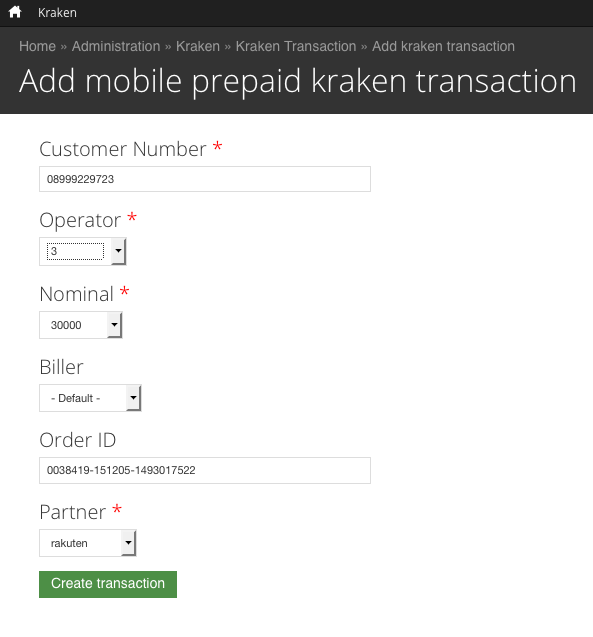 Kraken
Home » Administration » Kraken » Kraken Transaction » Add kraken transaction
Add mobile prepaid kraken transaction
Customer Number *
08999229723
Operator *
3
Nominal *
30000
Biller
- Default -
Order ID
0038419-151205-1493017522
Partner *
rakuten
Create transaction